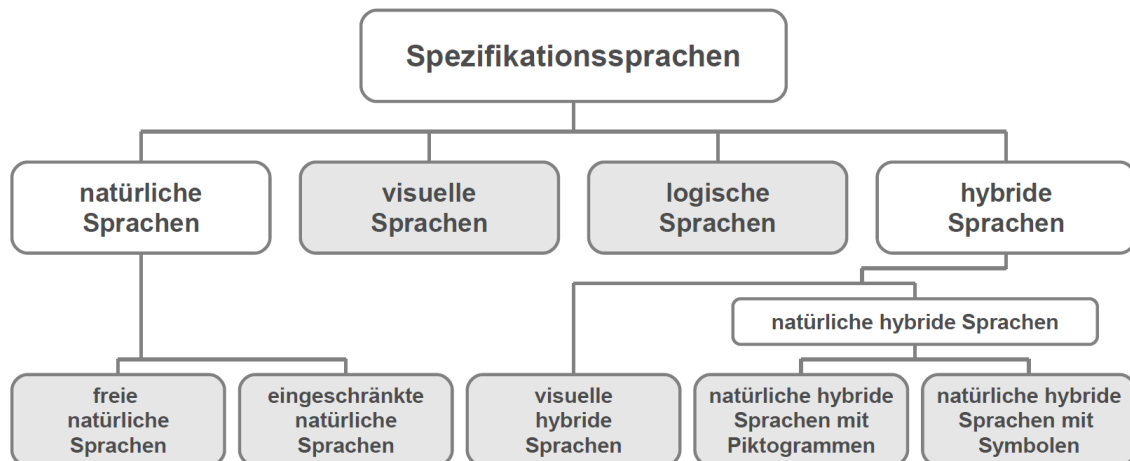 Spezifikationssprachen
natürliche
Sprachen
visuelle
Sprachen
logische
Sprachen
hybride
Sprachen
natürliche hybride Sprachen
freie
natürliche
Sprachen
eingeschränkte
natürliche
Sprachen
visuelle
hybride
Sprachen
natürliche hybride
Sprachen mit
Piktogrammen
natürliche hybride
Sprachen mit
Symbolen